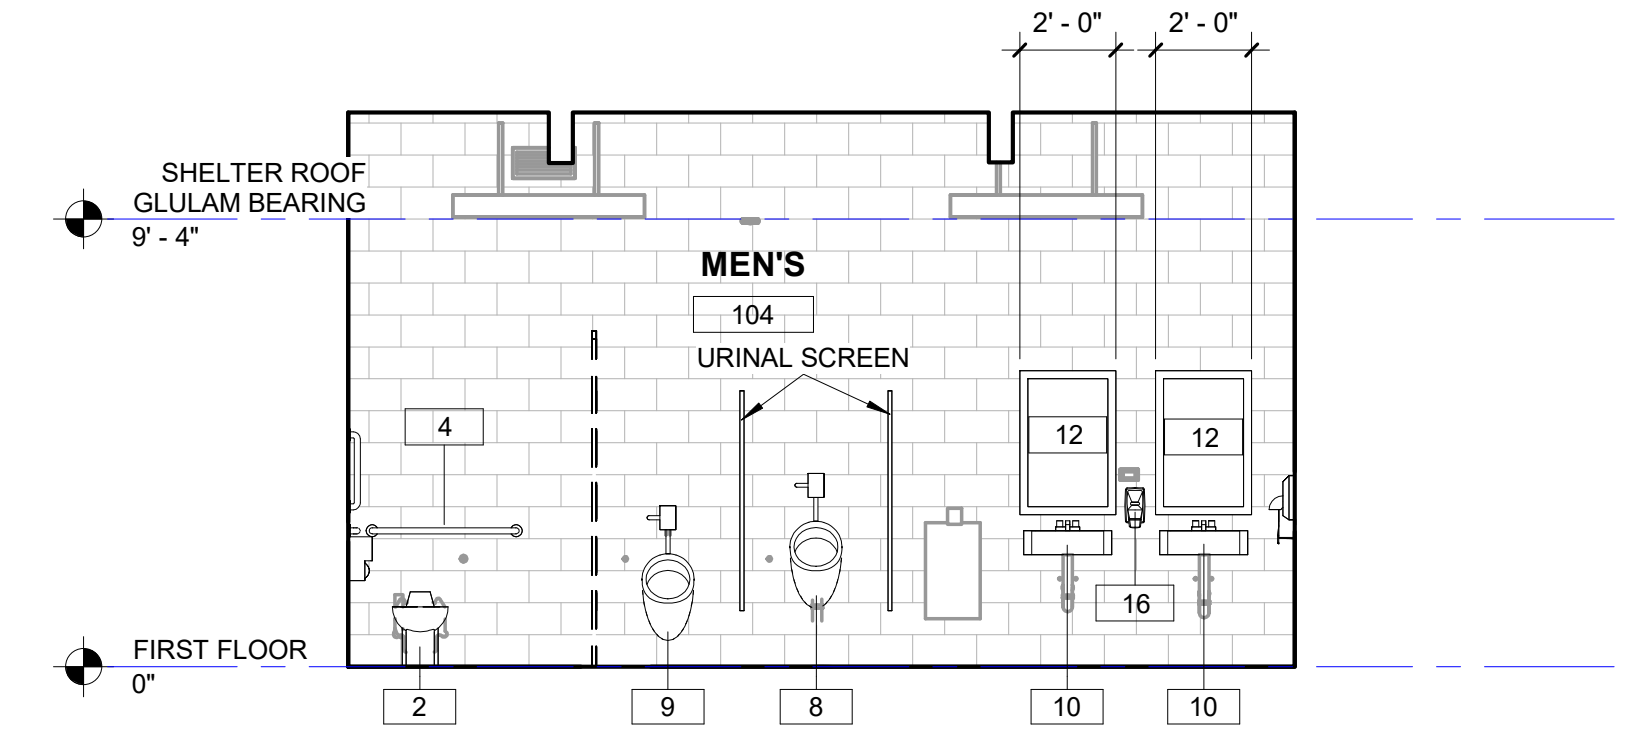 2' - 0" 2' - 0"
SHELTER ROOF
GLULAM BEARING
9' - 4"
MEN'S
104
URINAL SCREEN
4
12 12
16
FIRST FLOOR
0"
2 9 8 10 10